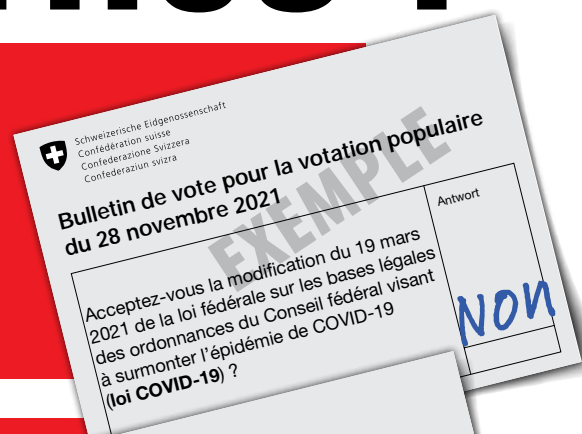 Schweizerische Eidgenossenschaft
Confédération suisse
Confederazione Svizzera
Confederaziun svizra
Bulletin de vote pour la votation populaire
du 28 novembre 2021
EXEMPLE
Acceptez-vous la modification du 19 mars
2021 de la loi fédérale sur les bases légales
des ordonnances du Conseil fédéral visant
à surmonter l'épidémie de COVID-19
(loi COVID-19) ?
Antwort
NON